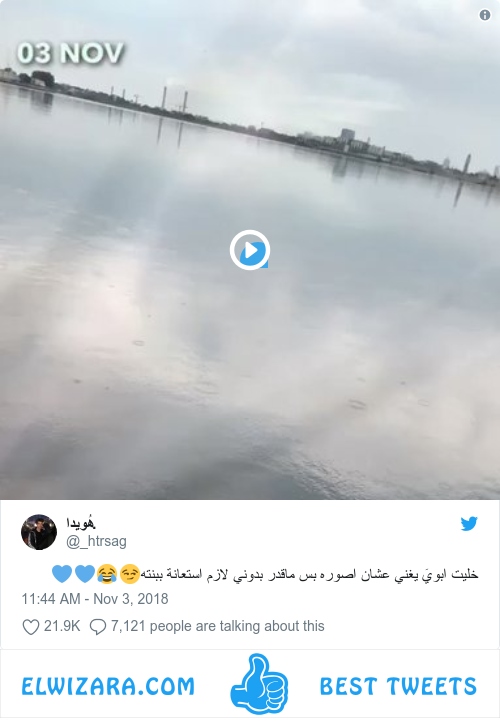 03 NOV
هُويدا.
@_htrsag
خليت ابويَ يغني عشان اصوره بس ماقدر بدوني لازم استعانة ببنته😏😂💙💙
11:44 AM - Nov 3, 2018
21.9K 7,121 people are talking about this
ELWIZARA.COM BEST TWEETS